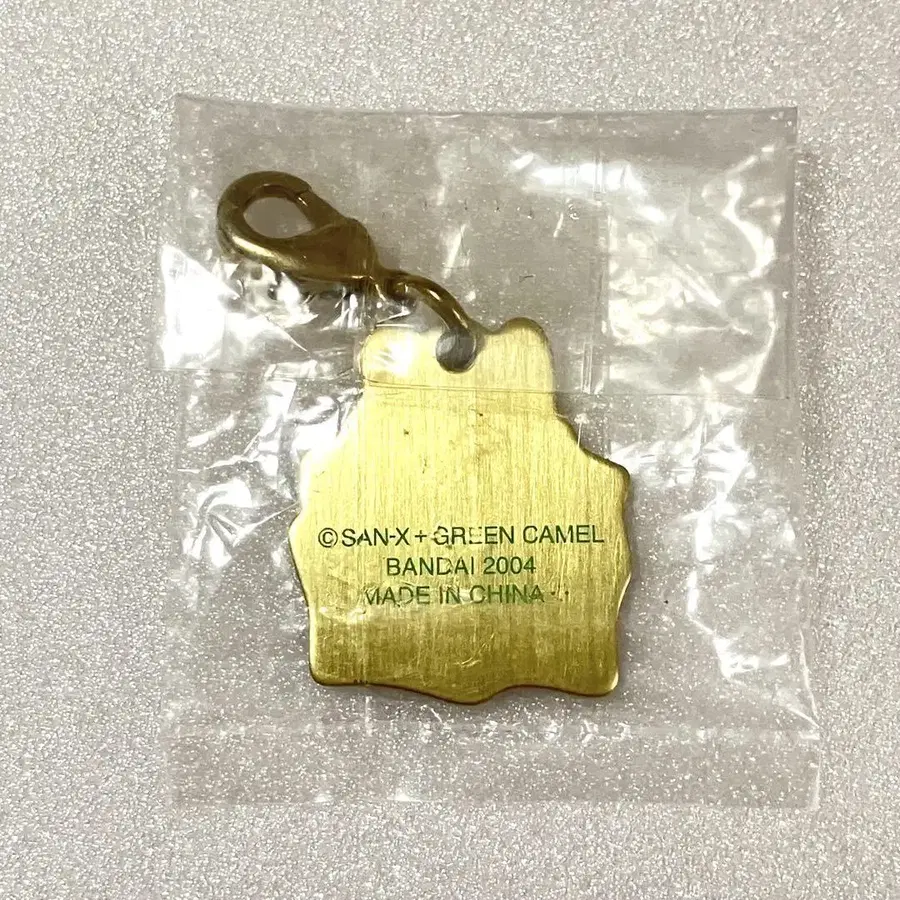 ©SAN-X + GREEN CAMEL
BANDAI 2004
MADE IN CHINA